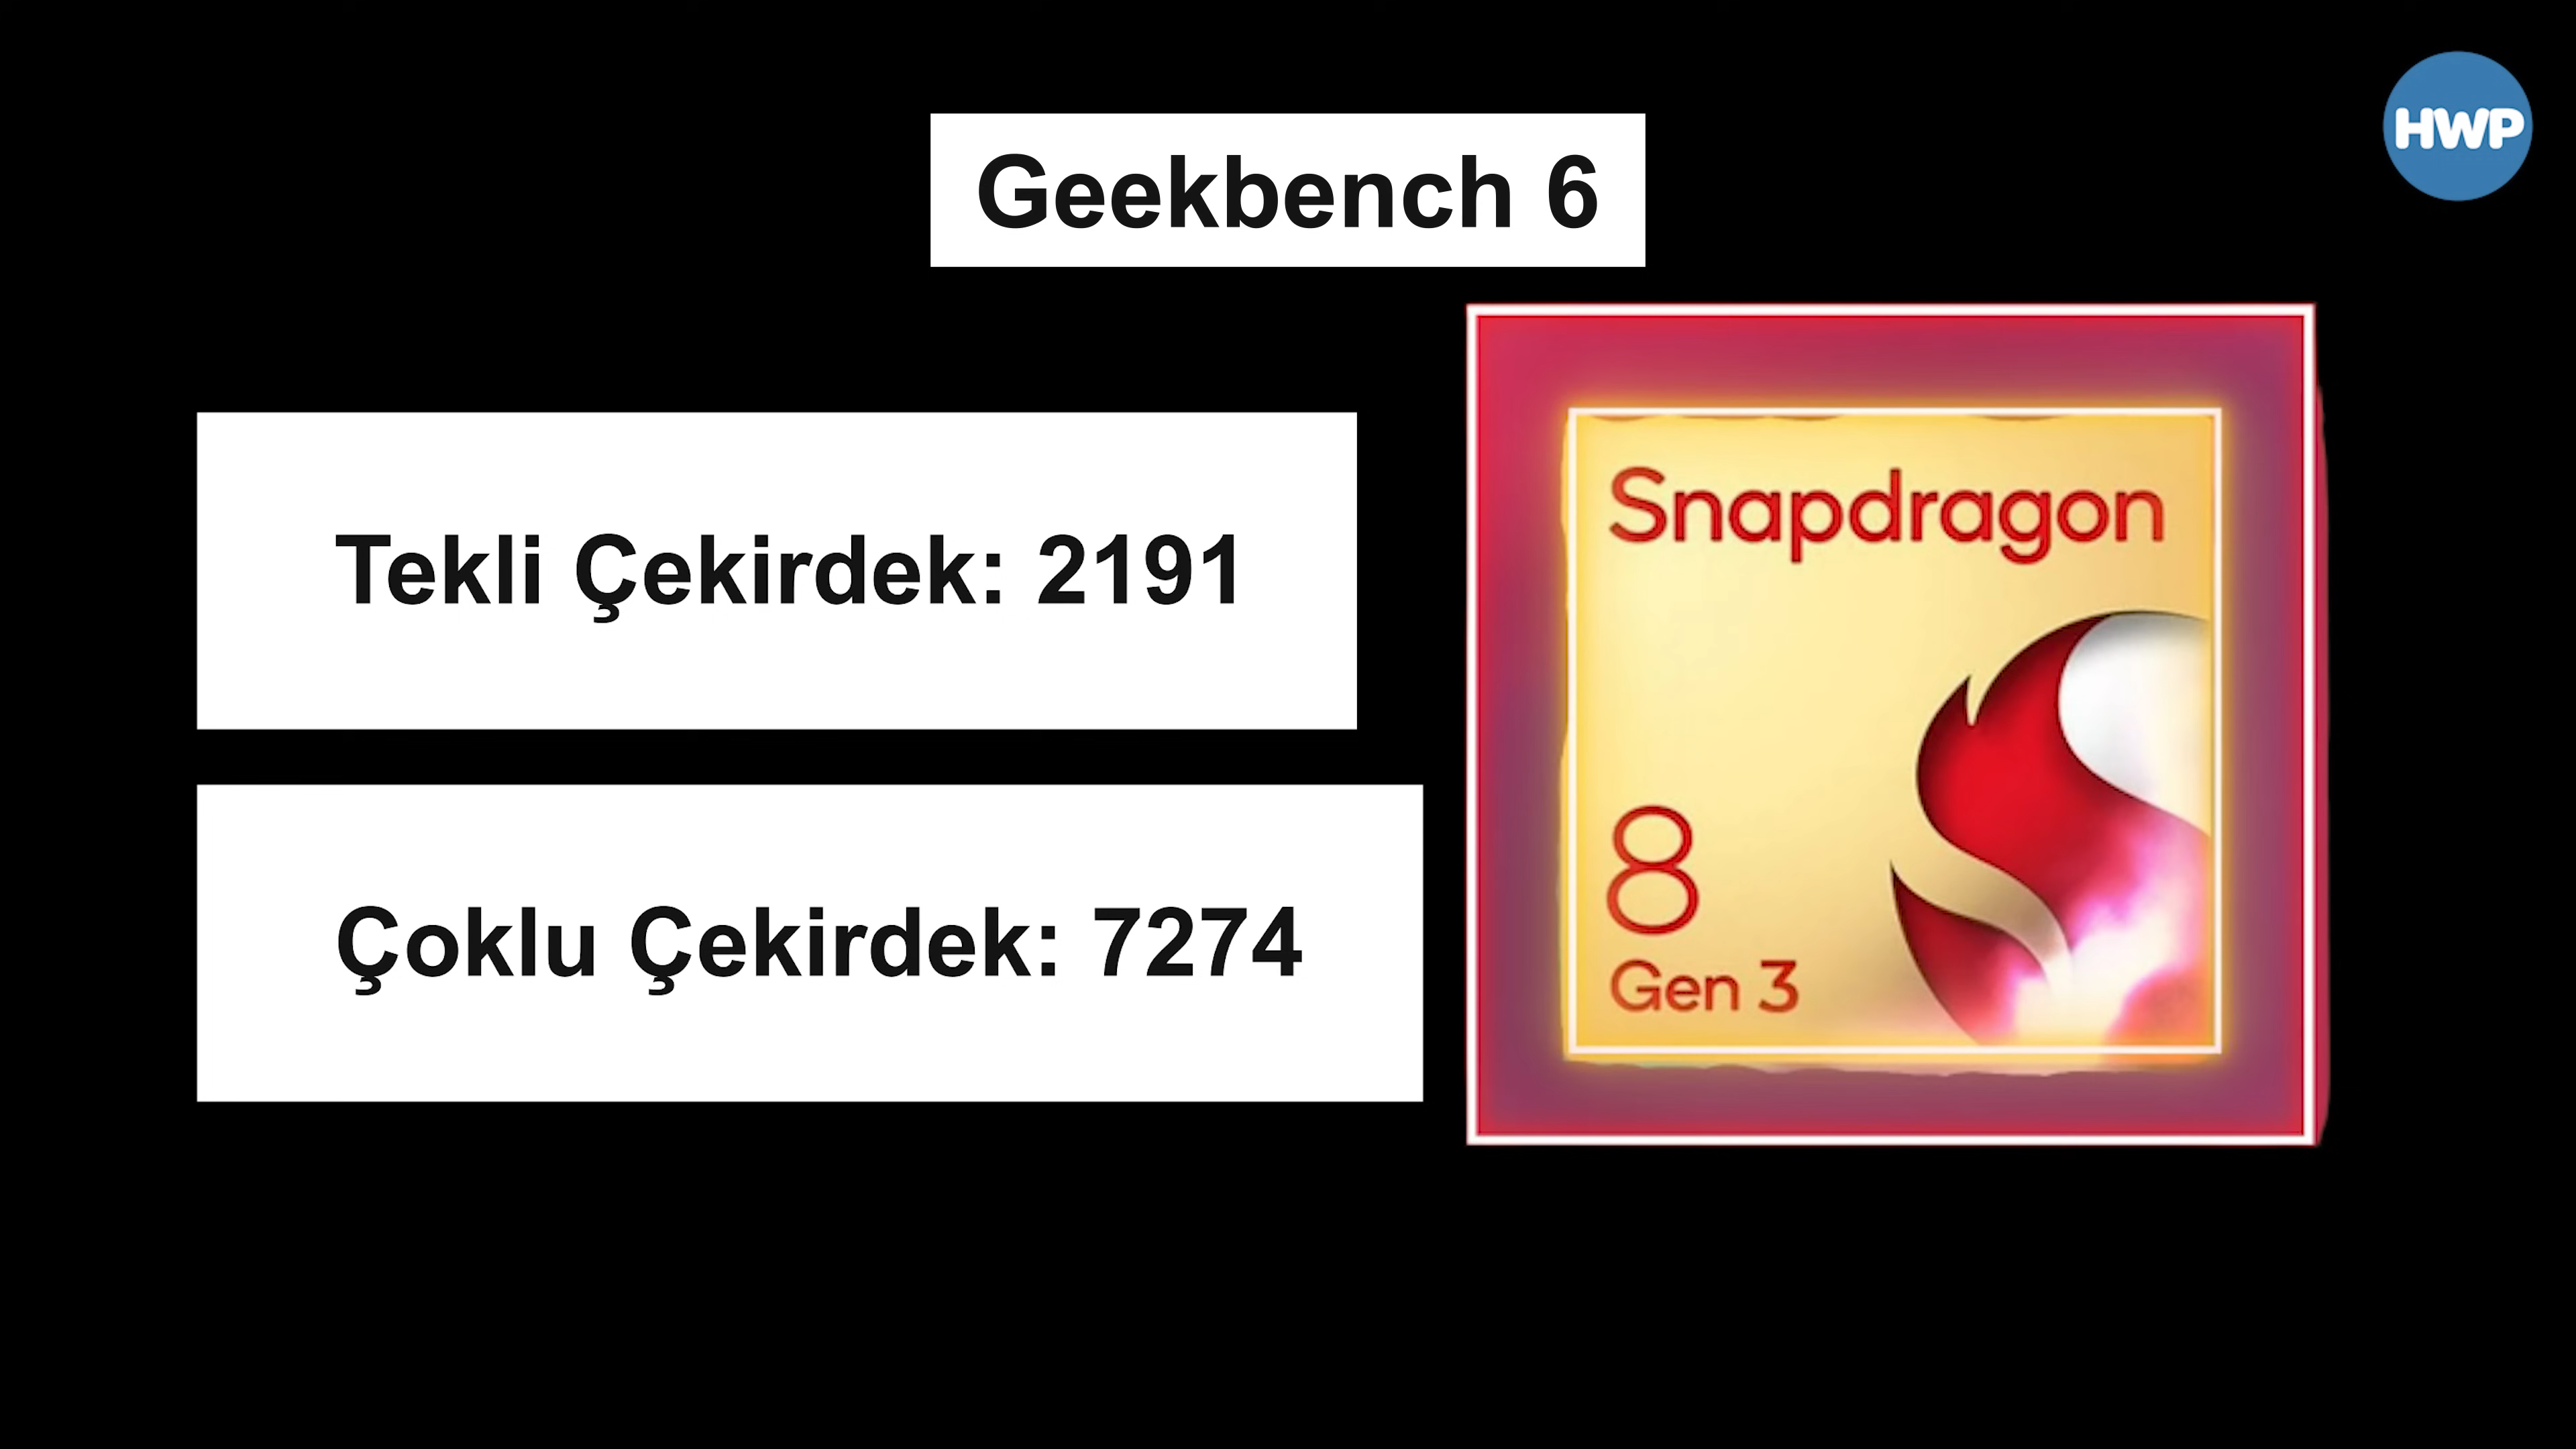 HWP
Geekbench 6
Tekli Çekirdek: 2191
Çoklu Çekirdek: 7274
Snapdragon
8
Gen 3